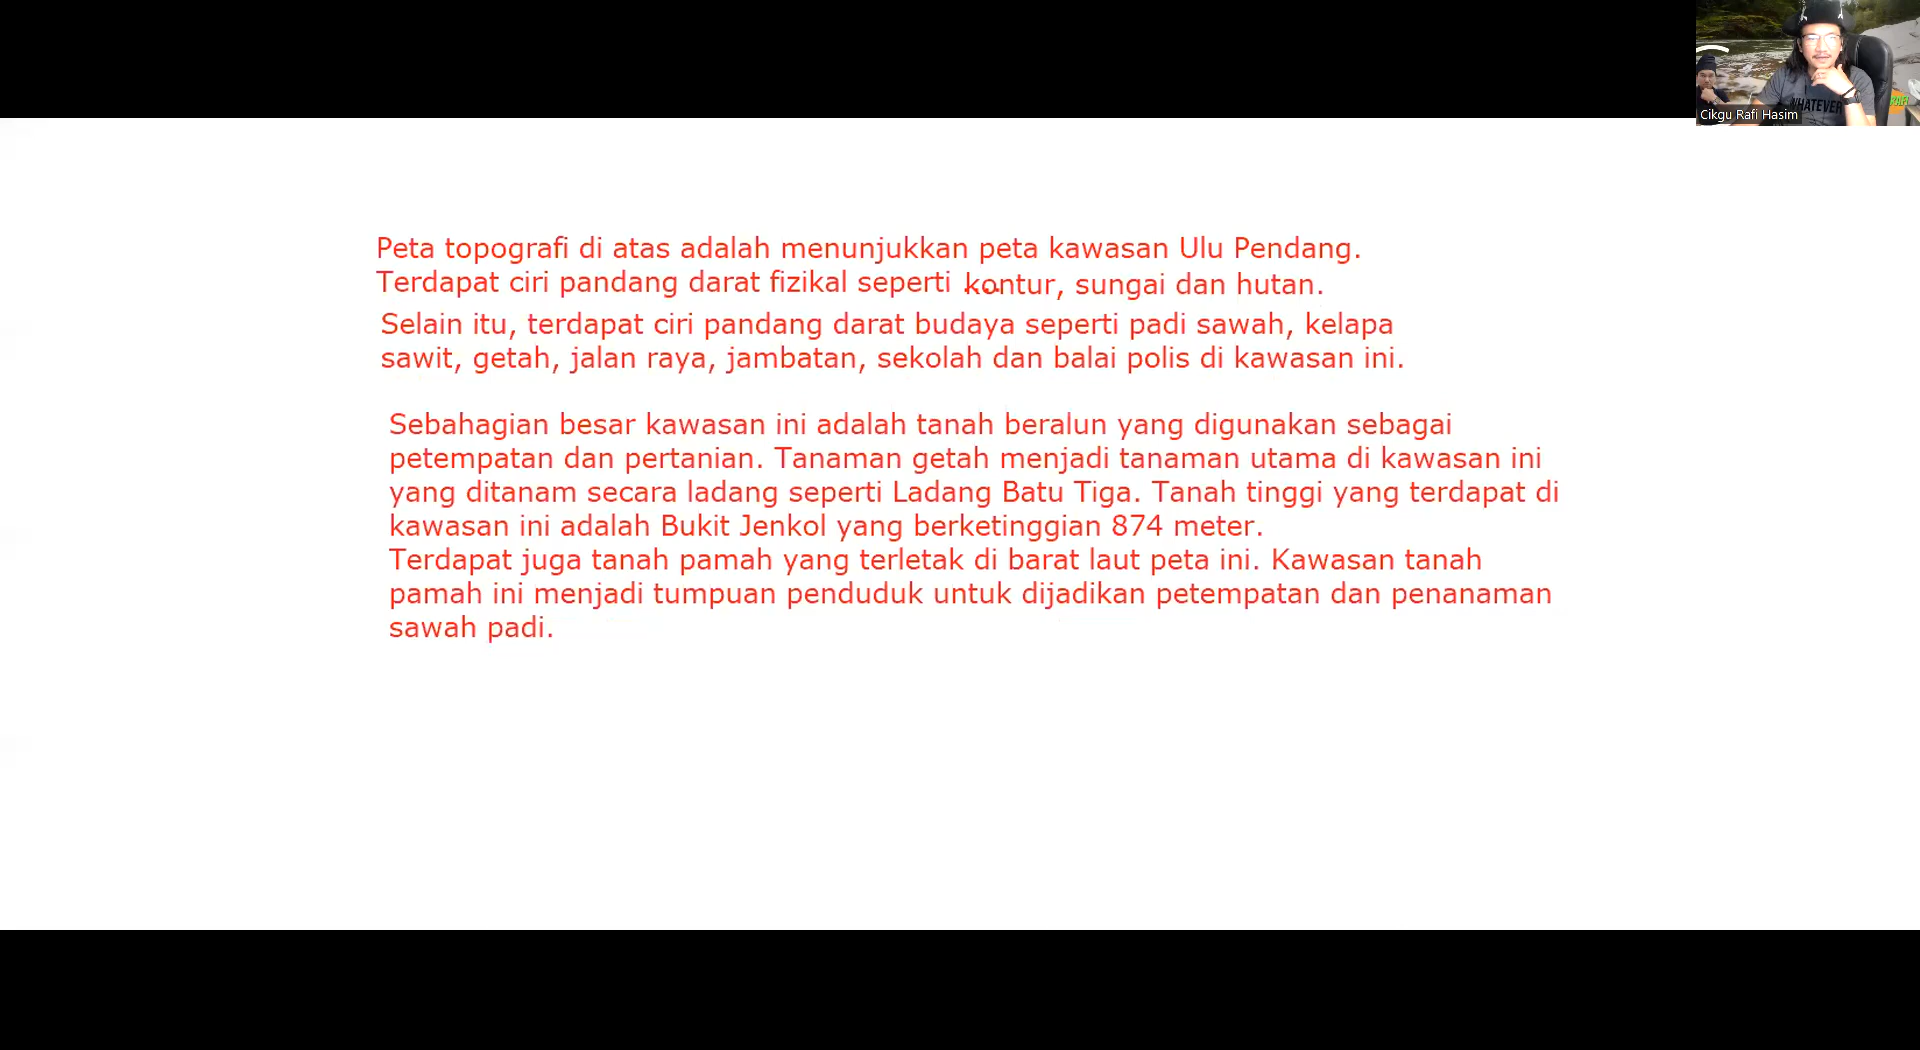 WHATEVER
RAFI
Cikgu Rafi Hasim
Peta topografi di atas adalah menunjukkan peta kawasan Ulu Pendang.
Terdapat ciri pandang darat fizikal seperti kontur, sungai dan hutan.
Selain itu, terdapat ciri pandang darat budaya seperti padi sawah, kelapa
sawit, getah, jalan raya, jambatan, sekolah dan balai polis di kawasan ini.
Sebahagian besar kawasan ini adalah tanah beralun yang digunakan sebagai
petempatan dan pertanian. Tanaman getah menjadi tanaman utama di kawasan ini
yang ditanam secara ladang seperti Ladang Batu Tiga. Tanah tinggi yang terdapat di
kawasan ini adalah Bukit Jenkol yang berketinggian 874 meter.
Terdapat juga tanah pamah yang terletak di barat laut peta ini. Kawasan tanah
pamah ini menjadi tumpuan penduduk untuk dijadikan petempatan dan penanaman
sawah padi.